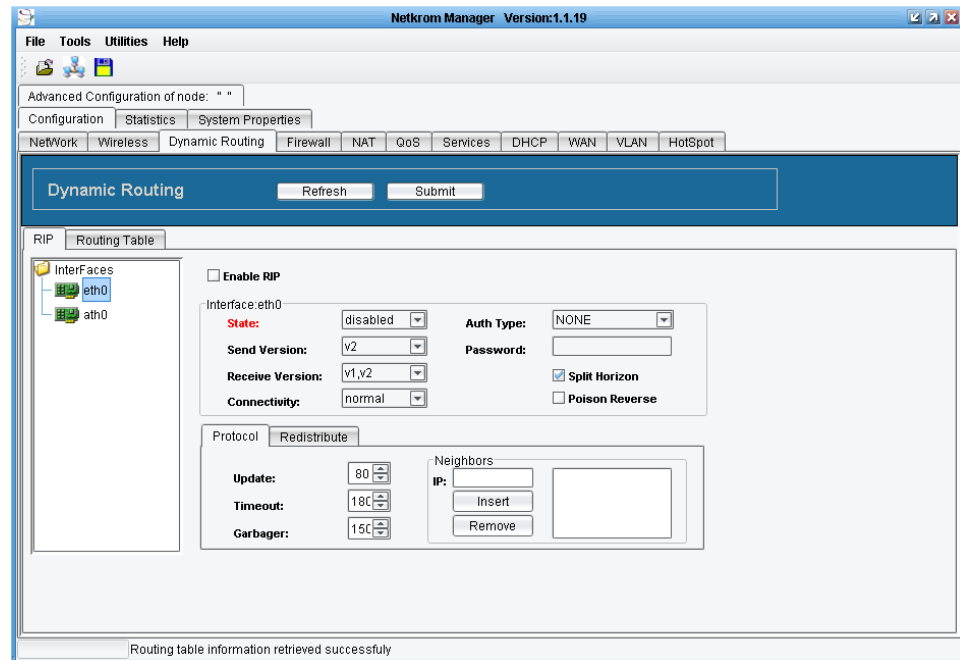 Netkrom Manager Version:1.1.19
File Tools Utilities Help
Advanced Configuration of node: " "
Configuration Statistics System Properties
NetWork Wireless Dynamic Routing Firewall NAT QoS Services DHCP WAN VLAN HotSpot
Dynamic Routing Refresh Submit
RIP Routing Table
InterFaces
eth0
ath0
Enable RIP
Interface:eth0
State: disabled Auth Type: NONE
Send Version: v2 Password:
Receive Version: v1,v2 Split Horizon
Connectivity: normal Poison Reverse
Protocol Redistribute
Neighbors
Update: 80 IP:
Timeout: 180 Insert
Garbager: 150 Remove
Routing table information retrieved successfuly